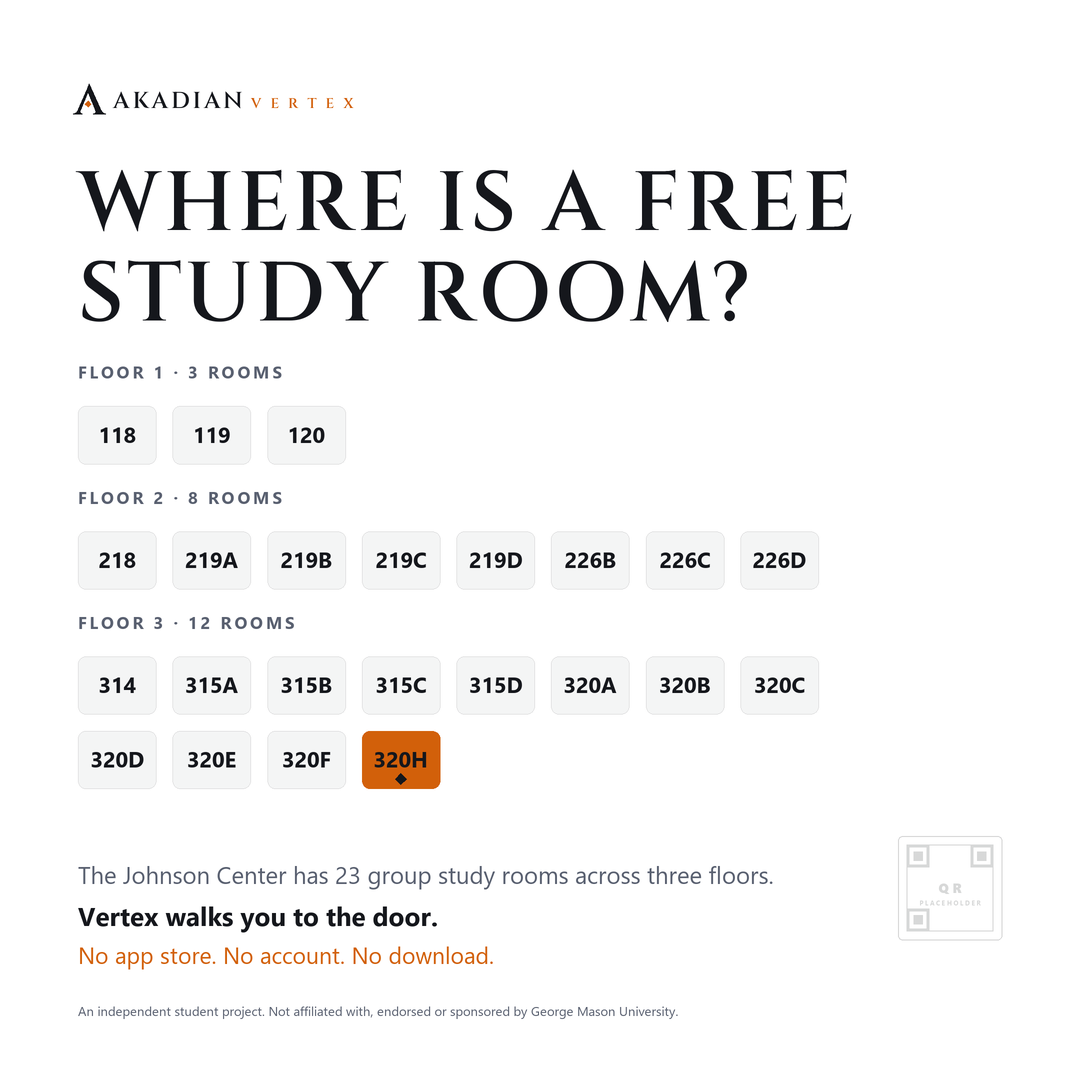 AKADIAN VERTEX
WHERE IS A FREE
STUDY ROOM?
FLOOR 1 · 3 ROOMS
118 119 120
FLOOR 2 · 8 ROOMS
218 219A 219B 219C 219D 226B 226C 226D
FLOOR 3 · 12 ROOMS
314 315A 315B 315C 315D 320A 320B 320C
320D 320E 320F 320H
The Johnson Center has 23 group study rooms across three floors.
Vertex walks you to the door.
No app store. No account. No download.
QR
PLACEHOLDER
An independent student project. Not affiliated with, endorsed or sponsored by George Mason University.